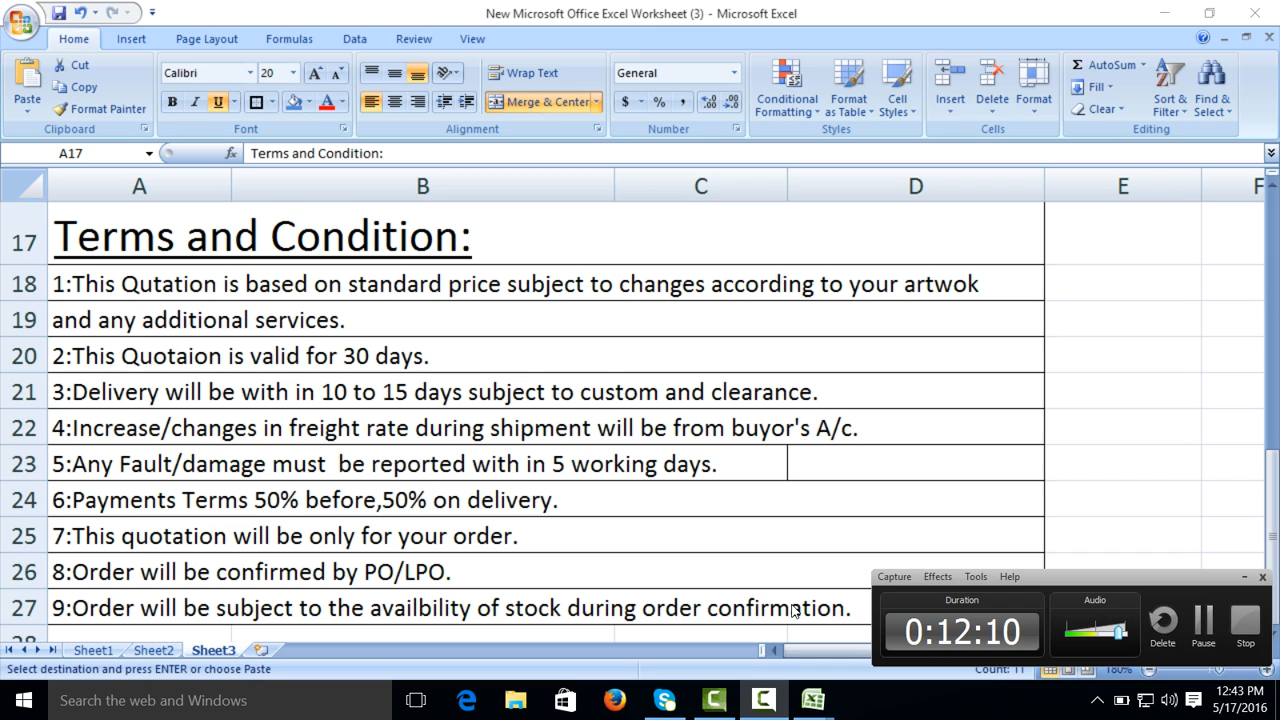 New Microsoft Office Excel Worksheet (3) - Microsoft Excel
Home Insert Page Layout Formulas Data Review View
Cut
Copy
Format Painter
Paste
Clipboard
Calibri 20
B I U A
Font
Wrap Text
Merge & Center
Alignment
General
$ % ,
Number
Conditional Formatting
Format as Table
Cell Styles
Styles
Insert Delete Format
Cells
Σ AutoSum
Fill
Clear
Sort & Filter
Find & Select
Editing
A17 fx Terms and Condition:
A B C D E F
17 Terms and Condition:
18 1:This Qutation is based on standard price subject to changes according to your artwok
19 and any additional services.
20 2:This Quotaion is valid for 30 days.
21 3:Delivery will be with in 10 to 15 days subject to custom and clearance.
22 4:Increase/changes in freight rate during shipment will be from buyor's A/c.
23 5:Any Fault/damage must  be reported with in 5 working days.
24 6:Payments Terms 50% before,50% on delivery.
25 7:This quotation will be only for your order.
26 8:Order will be confirmed by PO/LPO.
27 9:Order will be subject to the availbility of stock during order confirmation.
28
Capture Effects Tools Help
Duration
0:12:10
Audio
Delete Pause Stop
Sheet1 Sheet2 Sheet3
Select destination and press ENTER or choose Paste
Count: 11
180%
Search the web and Windows
12:43 PM
5/17/2016